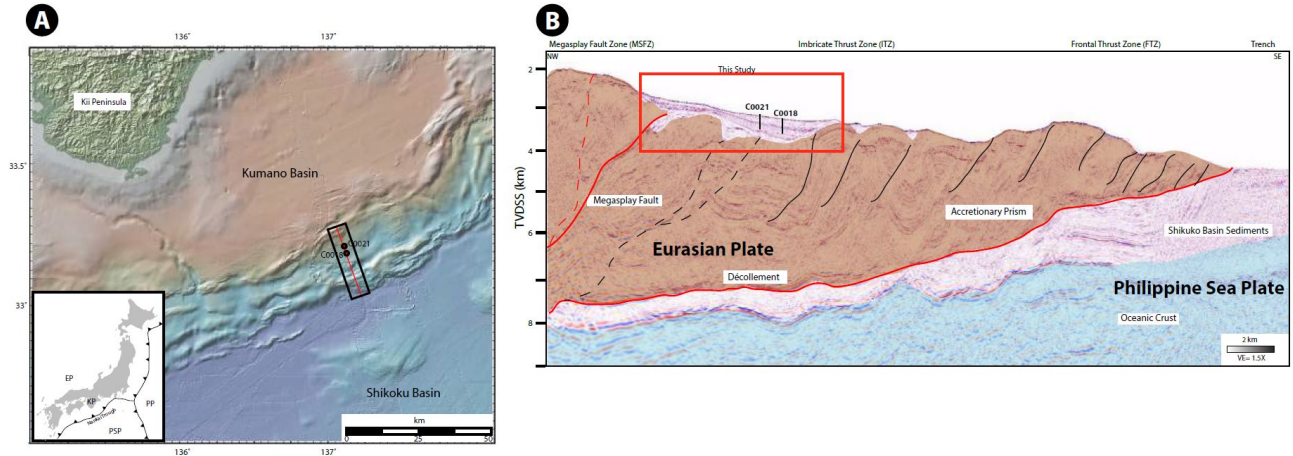 A
136°
137°
Kii Peninsula
33.5°
Kumano Basin
C0021
C0018
33°
EP
KP
PP
Nankai Trough
PSP
Shikoku Basin
km
0 25 50
136°
137°
B
Megasplay Fault Zone (MSFZ)
Imbricate Thrust Zone (ITZ)
Frontal Thrust Zone (FTZ)
Trench
NW
SE
This Study
2
C0021
C0018
4
TVDSS (km)
Megasplay Fault
Accretionary Prism
Shikuko Basin Sediments
6
Eurasian Plate
Décollement
Philippine Sea Plate
Oceanic Crust
8
2 km
VE= 1.5X